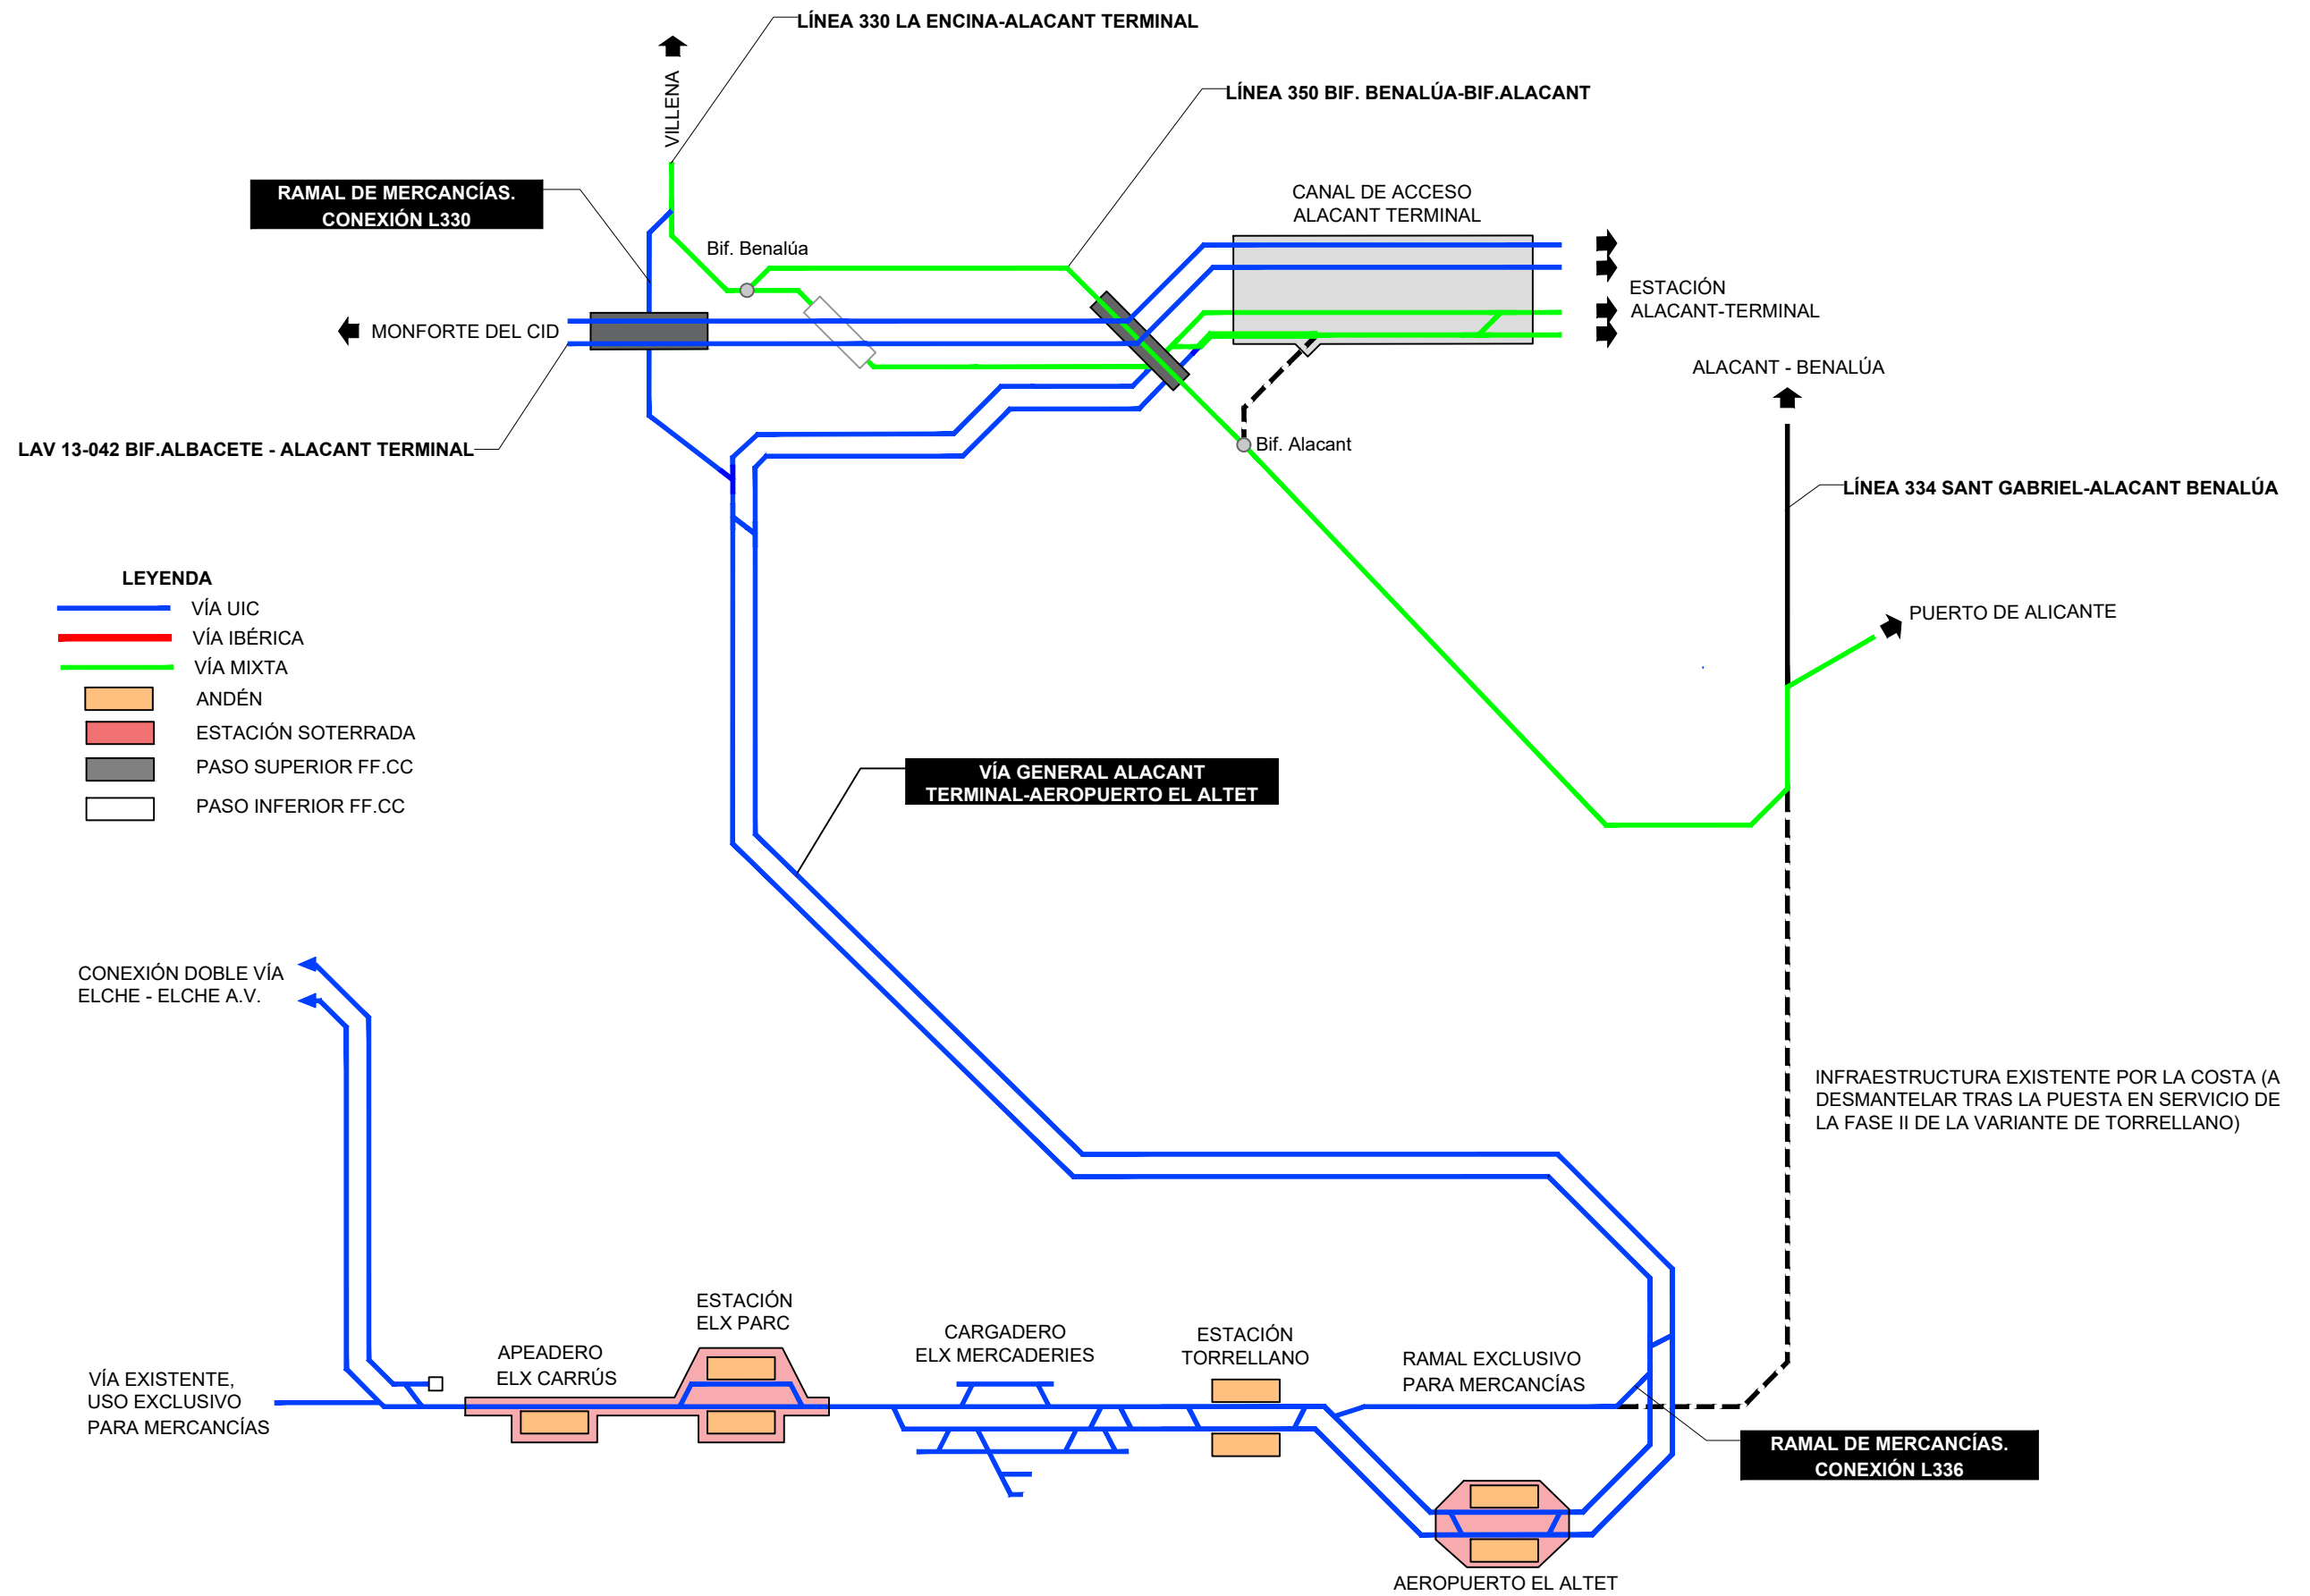 LÍNEA 330 LA ENCINA-ALACANT TERMINAL
VILLENA
LÍNEA 350 BIF. BENALÚA-BIF.ALACANT
RAMAL DE MERCANCÍAS.
CONEXIÓN L330
CANAL DE ACCESO
ALACANT TERMINAL
Bif. Benalúa
ESTACIÓN
ALACANT-TERMINAL
MONFORTE DEL CID
ALACANT - BENALÚA
LAV 13-042 BIF.ALBACETE - ALACANT TERMINAL
Bif. Alacant
LÍNEA 334 SANT GABRIEL-ALACANT BENALÚA
LEYENDA
VÍA UIC
VÍA IBÉRICA
VÍA MIXTA
ANDÉN
ESTACIÓN SOTERRADA
PASO SUPERIOR FF.CC
PASO INFERIOR FF.CC
PUERTO DE ALICANTE
VÍA GENERAL ALACANT
TERMINAL-AEROPUERTO EL ALTET
CONEXIÓN DOBLE VÍA
ELCHE - ELCHE A.V.
INFRAESTRUCTURA EXISTENTE POR LA COSTA (A
DESMANTELAR TRAS LA PUESTA EN SERVICIO DE
LA FASE II DE LA VARIANTE DE TORRELLANO)
VÍA EXISTENTE,
USO EXCLUSIVO
PARA MERCANCÍAS
APEADERO
ELX CARRÚS
ESTACIÓN
ELX PARC
CARGADERO
ELX MERCADERIES
ESTACIÓN
TORRELLANO
RAMAL EXCLUSIVO
PARA MERCANCÍAS
RAMAL DE MERCANCÍAS.
CONEXIÓN L336
AEROPUERTO EL ALTET